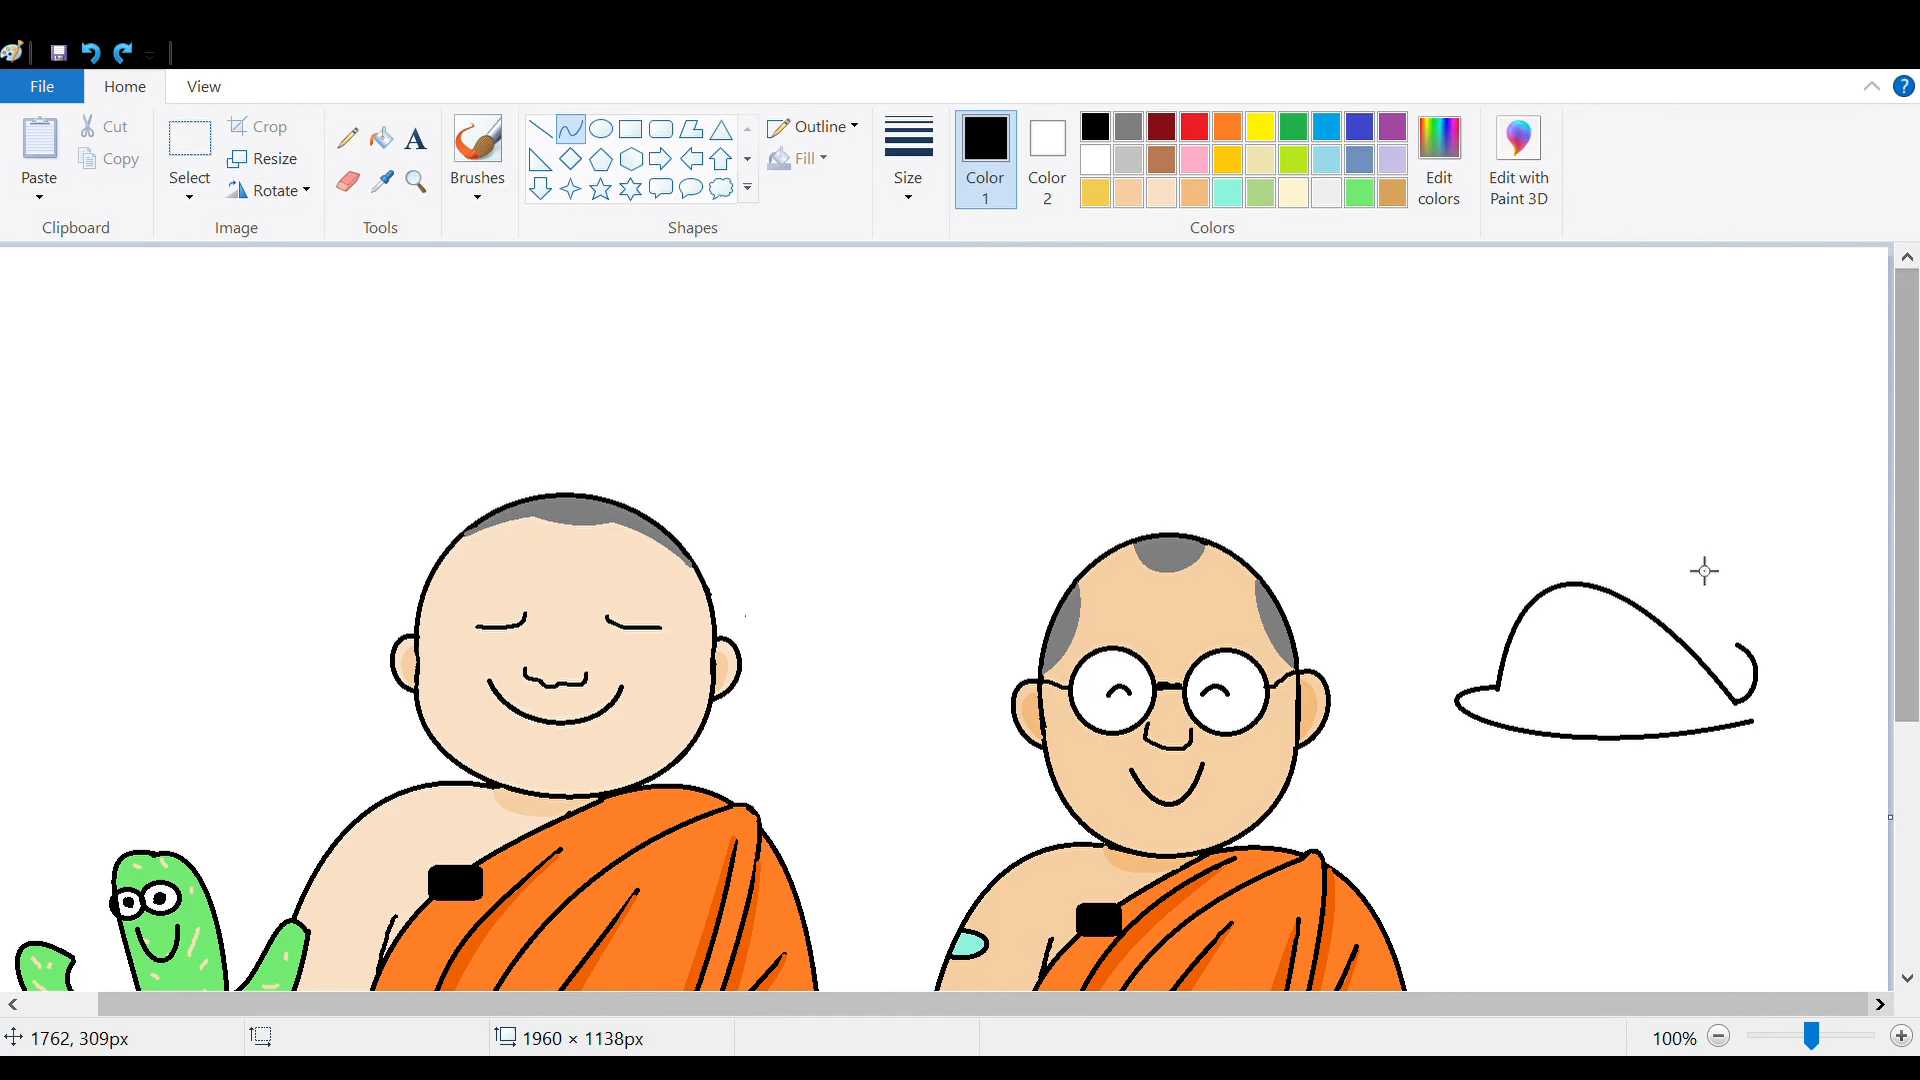 File Home View
Cut
Copy
Paste
Clipboard
Select
Crop
Resize
Rotate
Image
A
Tools
Brushes
Shapes
Outline
Fill
Size
Color
1
Color
2
Edit
colors
Colors
Edit with
Paint 3D
?
1762, 309px
1960 × 1138px
100%